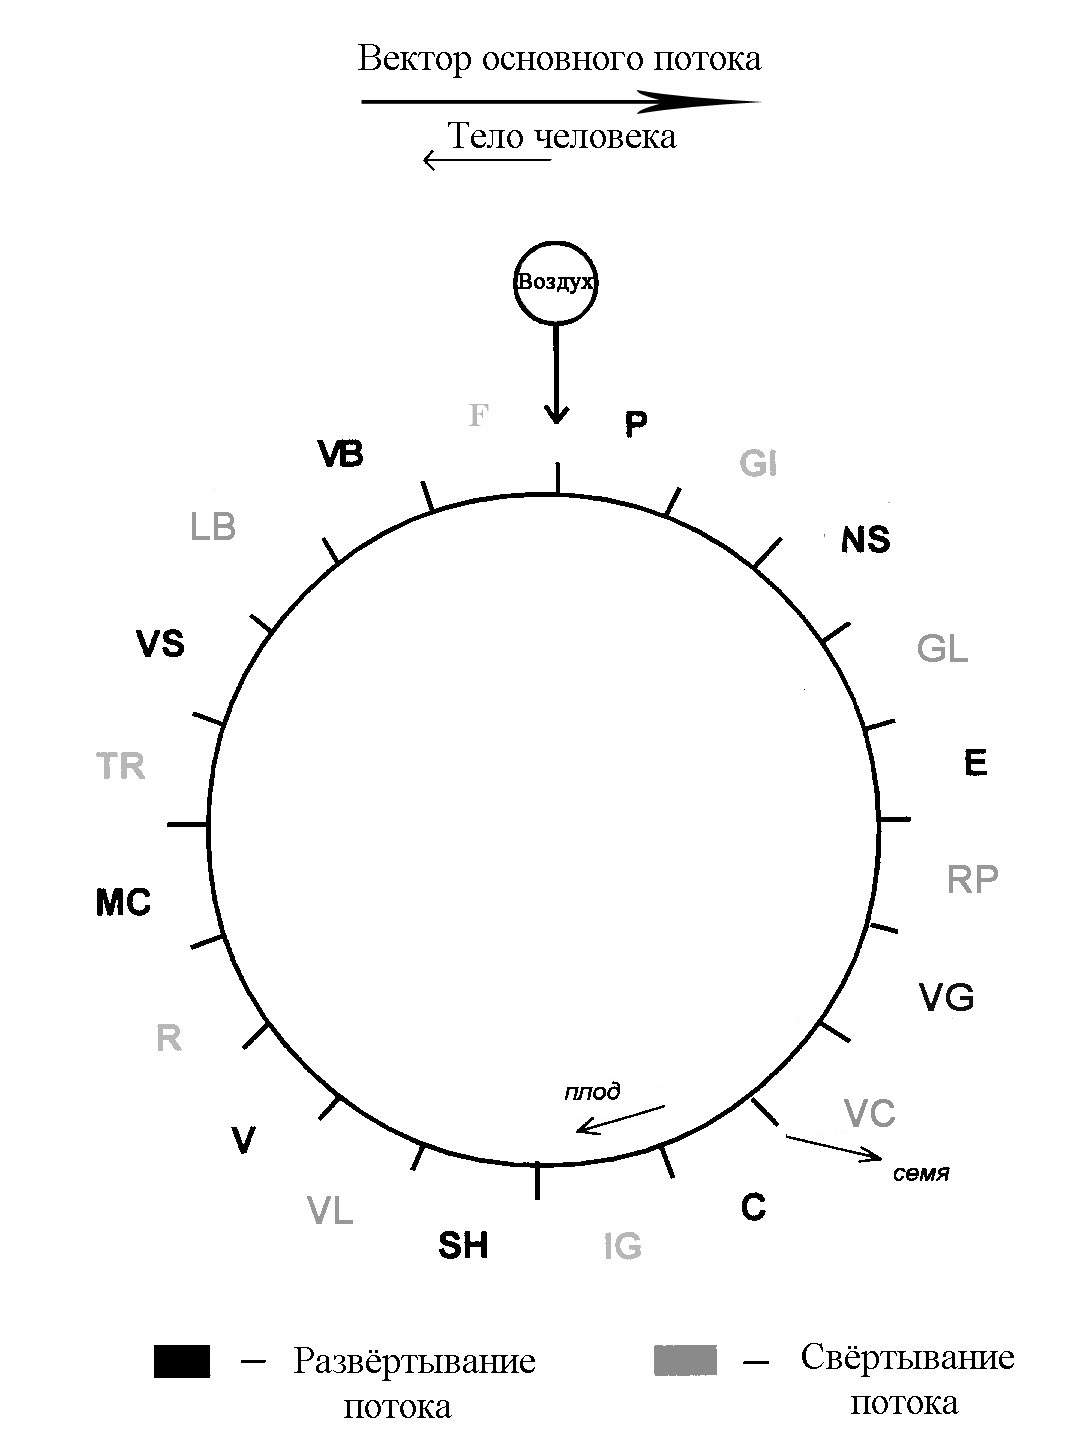 Вектор основного потока
Тело человека
Воздух
F
P
VB
GI
LB
NS
VS
GL
TR
E
MC
RP
R
VG
плод
V
VC
семя
VL
C
SH
IG
— Развёртывание
потока
— Свёртывание
потока